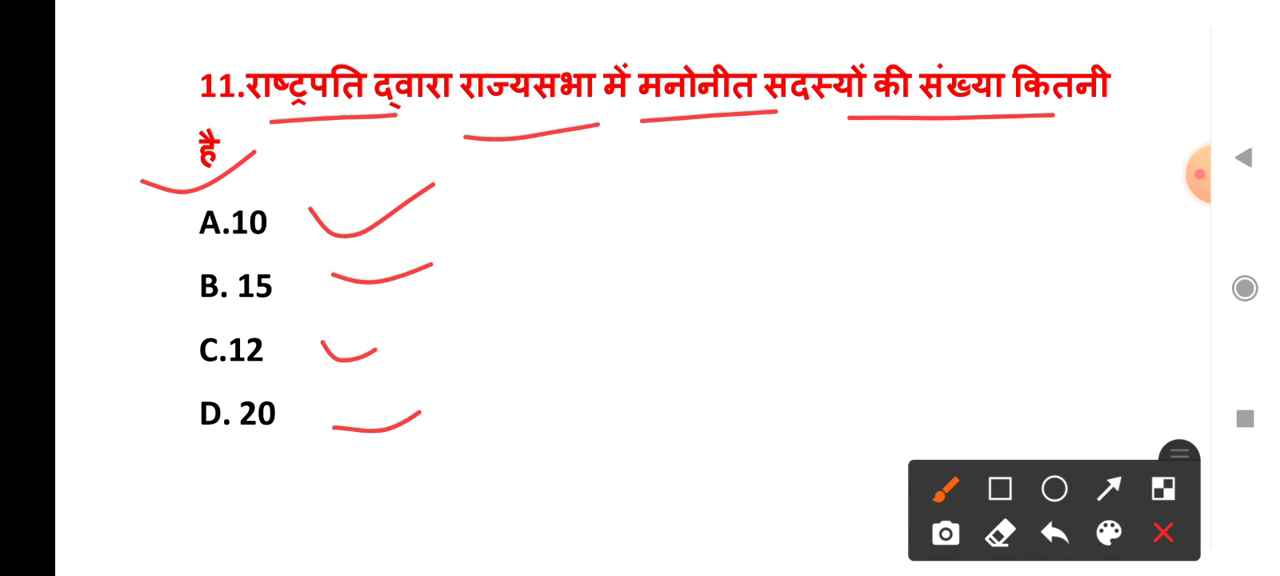 11.राष्ट्रपति द्वारा राज्यसभा में मनोनीत सदस्यों की संख्या कितनी
है
A.10
B. 15
C.12
D. 20